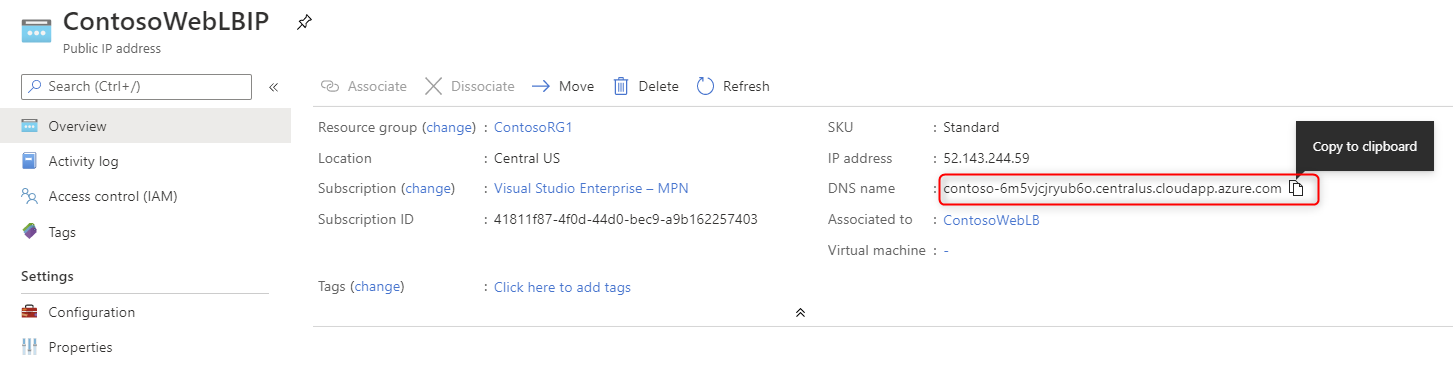 ContosoWebLBIP
Public IP address
Search (Ctrl+/)
«
Overview
Activity log
Access control (IAM)
Tags
Settings
Configuration
Properties
Associate Dissociate Move Delete Refresh
Resource group (change) : ContosoRG1
Location : Central US
Subscription (change) : Visual Studio Enterprise – MPN
Subscription ID : 41811f87-4f0d-44d0-bec9-a9b162257403
SKU : Standard
IP address : 52.143.244.59
DNS name : contoso-6m5vjcjryub6o.centralus.cloudapp.azure.com
Copy to clipboard
Associated to : ContosoWebLB
Virtual machine : -
Tags (change) : Click here to add tags